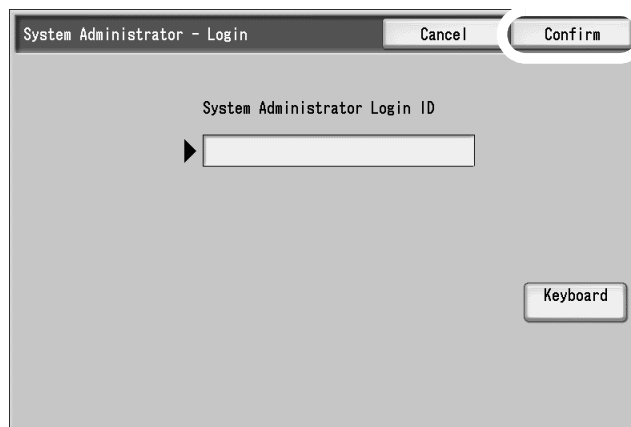 System Administrator - Login
Cancel
Confirm
System Administrator Login ID
Keyboard